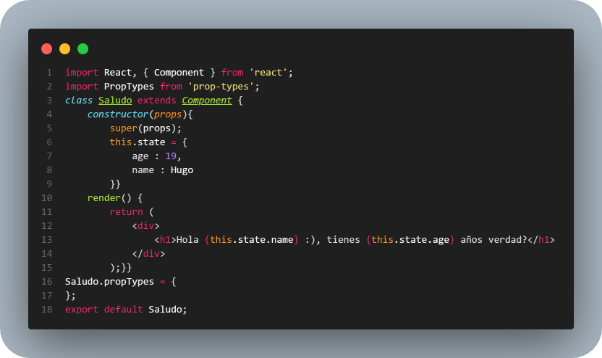 1 import React, { Component } from 'react';
2 import PropTypes from 'prop-types';
3 class Saludo extends Component {
4     constructor(props){
5         super(props);
6         this.state = {
7             age : 19,
8             name : Hugo
9         }}
10     render() {
11         return (
12             <div>
13                 <h1>Hola {this.state.name} :), tienes {this.state.age} años verdad?</h1>
14             </div>
15         );}}
16 Saludo.propTypes = {
17 };
18 export default Saludo;